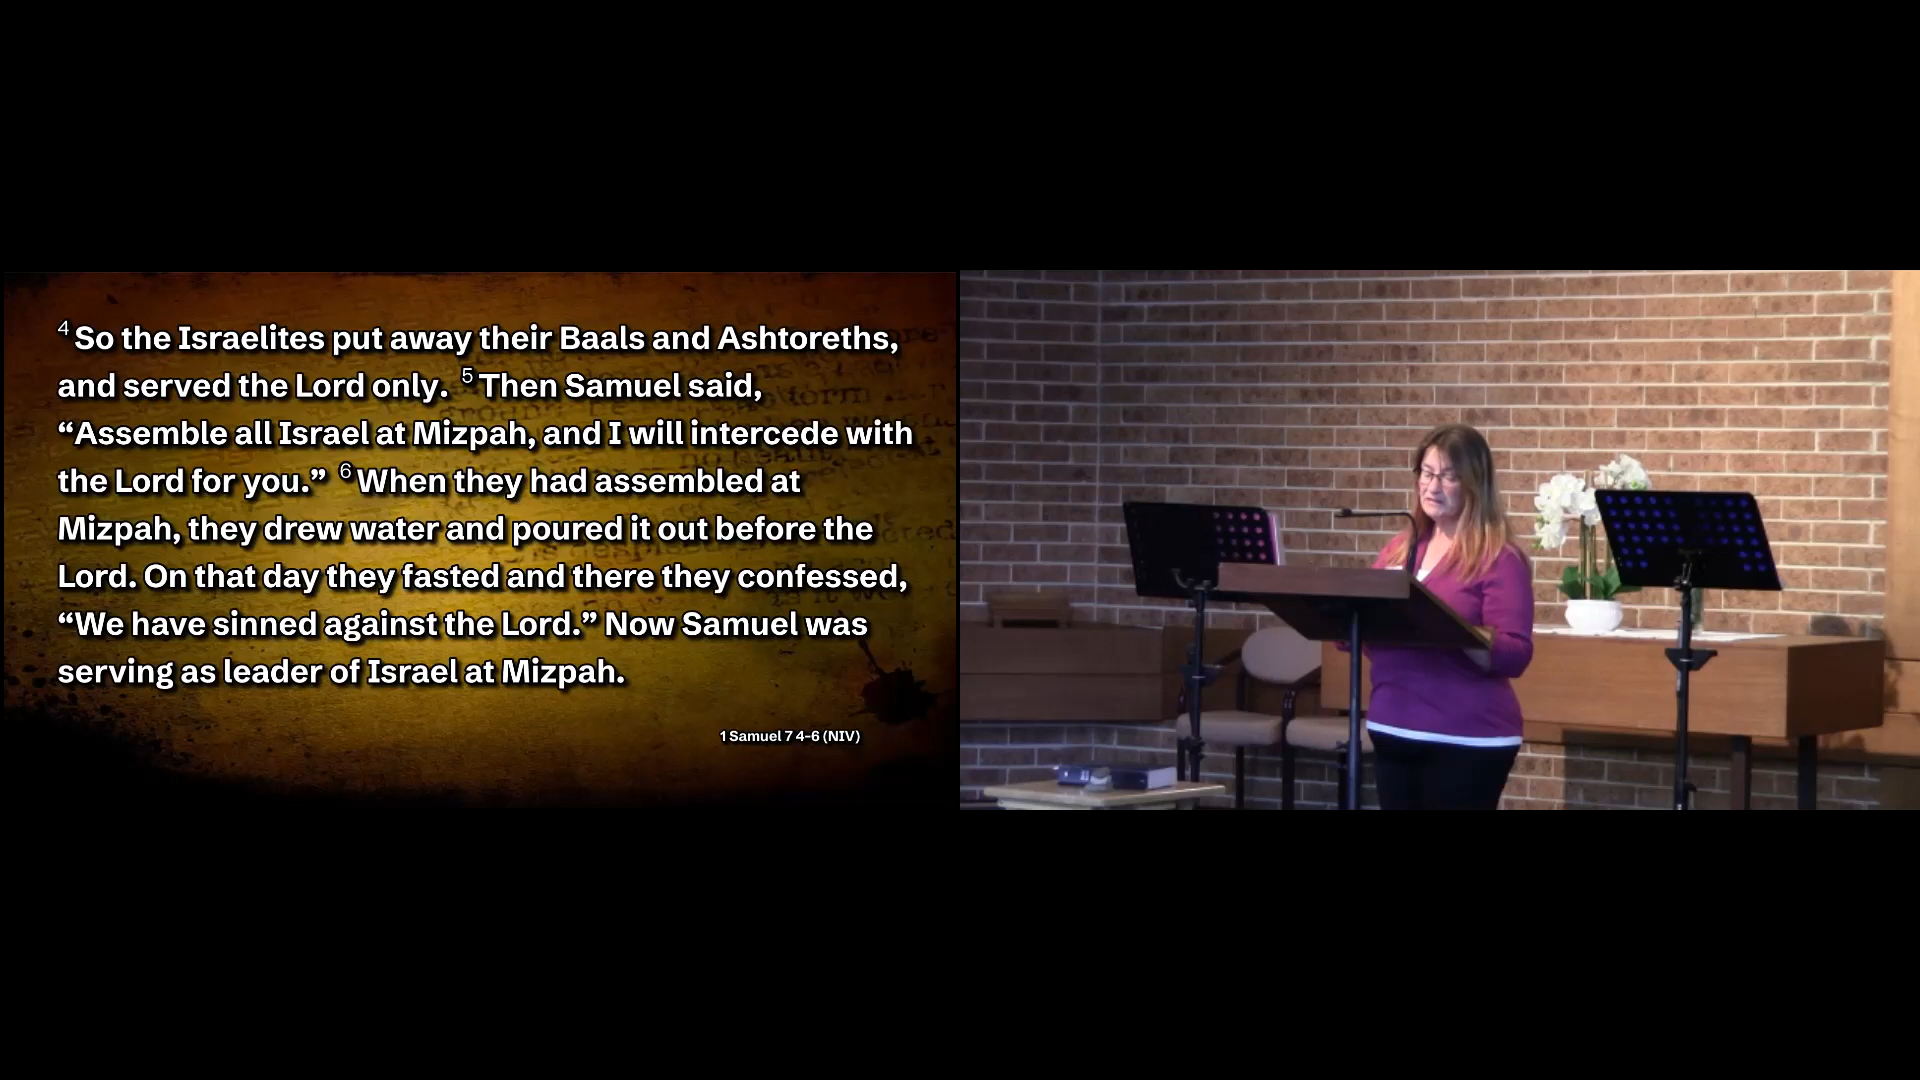 4 So the Israelites put away their Baals and Ashtoreths,
and served the Lord only. 5 Then Samuel said,
“Assemble all Israel at Mizpah, and I will intercede with
the Lord for you.” 6 When they had assembled at
Mizpah, they drew water and poured it out before the
Lord. On that day they fasted and there they confessed,
“We have sinned against the Lord.” Now Samuel was
serving as leader of Israel at Mizpah.
1 Samuel 7 4-6 (NIV)